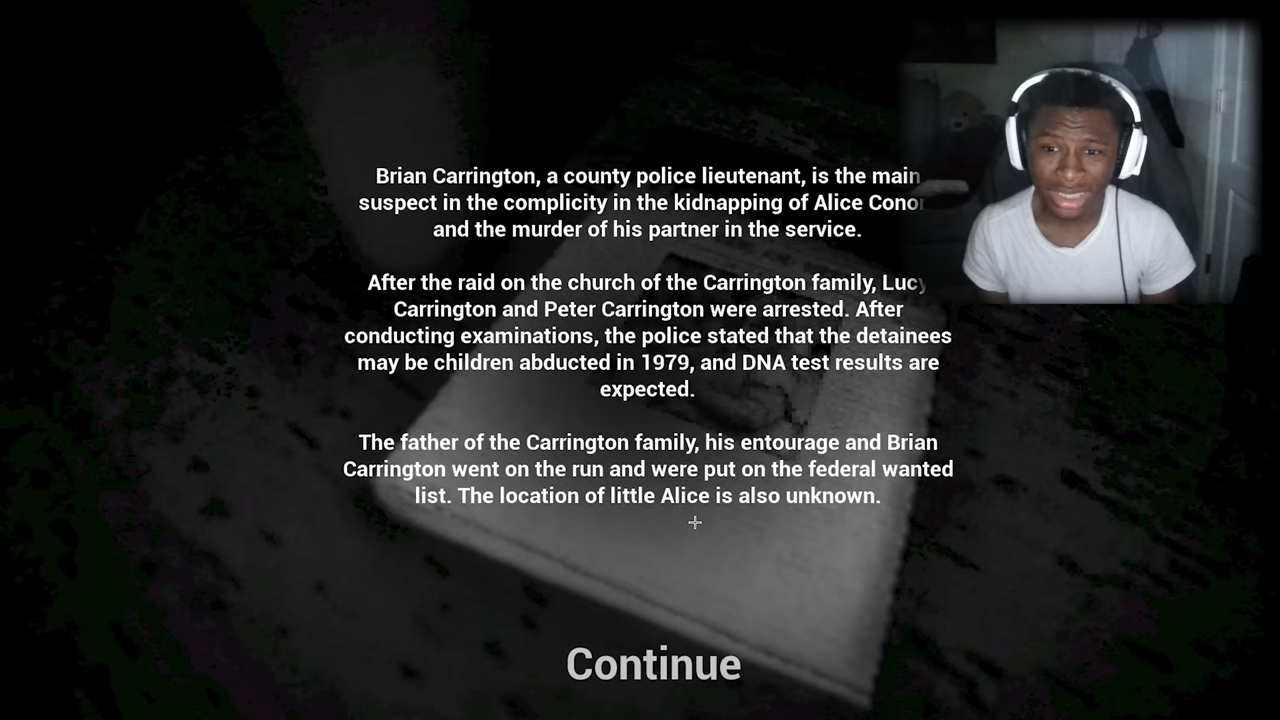 Brian Carrington, a county police lieutenant, is the main
suspect in the complicity in the kidnapping of Alice
and the murder of his partner in the service.
After the raid on the church of the Carrington family, Lucy
Carrington and Peter Carrington were arrested. After
conducting examinations, the police stated that the detainees
may be children abducted in 1979, and DNA test results are
expected.
The father of the Carrington family, his entourage and Brian
Carrington went on the run and were put on the federal wanted
list. The location of little Alice is also unknown.
Continue